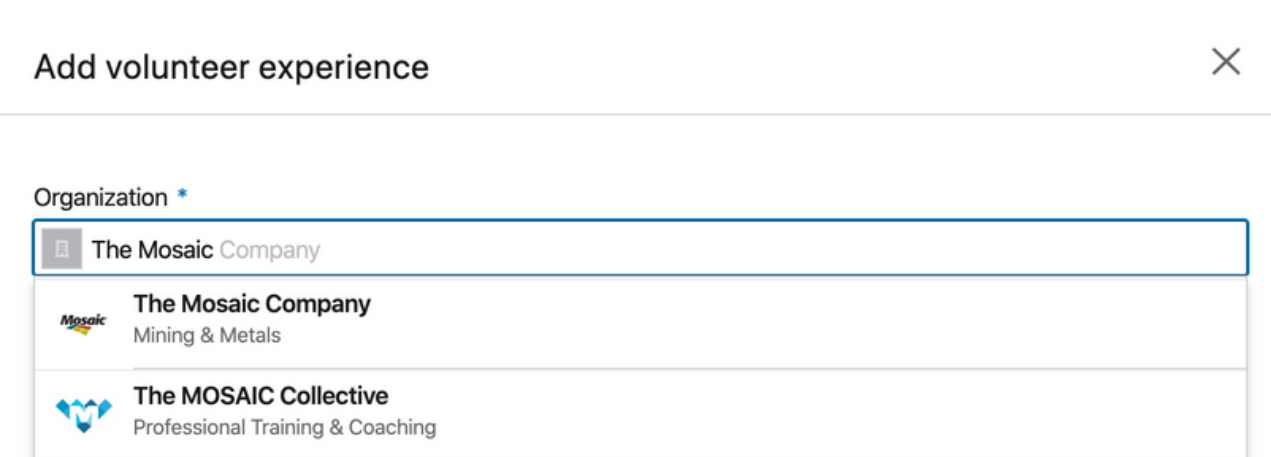 Add volunteer experience
Organization *
The Mosaic Company
Mosaic
The Mosaic Company
Mining & Metals
M
The MOSAIC Collective
Professional Training & Coaching